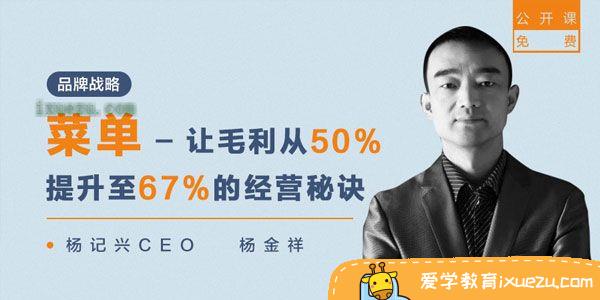 公开课
免费
品牌战略
ixuezu.com
菜单 – 让毛利从50%
提升至67%的经营秘诀
• 杨记兴CEO 杨金祥
爱学教育ixuezu.com